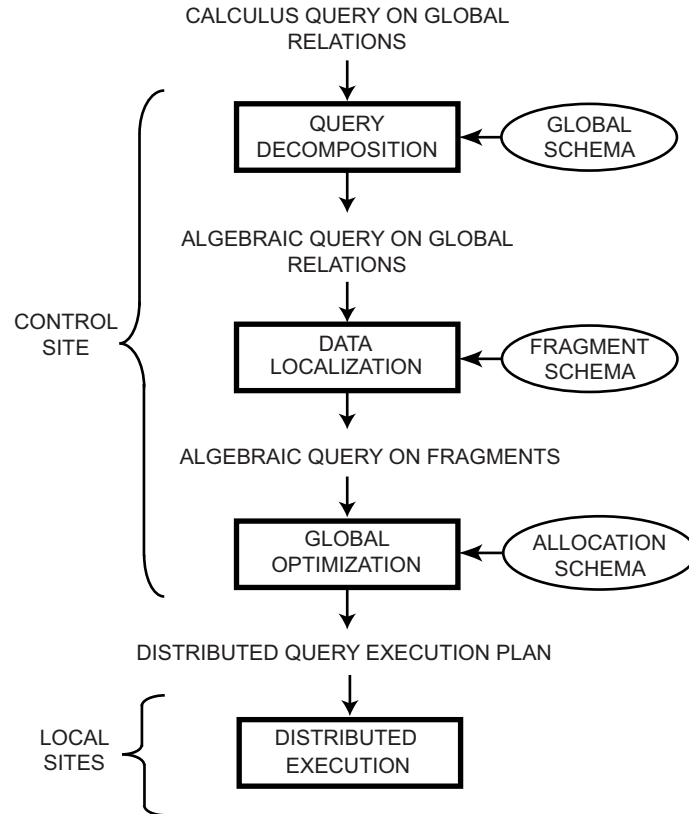 CALCULUS QUERY ON GLOBAL
RELATIONS
QUERY
DECOMPOSITION
GLOBAL
SCHEMA
ALGEBRAIC QUERY ON GLOBAL
RELATIONS
CONTROL
SITE
DATA
LOCALIZATION
FRAGMENT
SCHEMA
ALGEBRAIC QUERY ON FRAGMENTS
GLOBAL
OPTIMIZATION
ALLOCATION
SCHEMA
DISTRIBUTED QUERY EXECUTION PLAN
LOCAL
SITES
DISTRIBUTED
EXECUTION